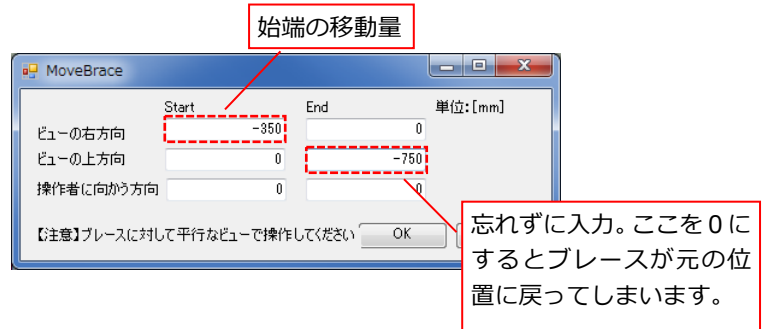 始端の移動量
MoveBrace
Start End 単位:[mm]
ビューの右方向 -350 0
ビューの上方向 0 -750
操作者に向かう方向 0 0
【注意】ブレースに対して平行なビューで操作してください OK
忘れずに入力。ここを0に
するとブレースが元の位
置に戻ってしまいます。